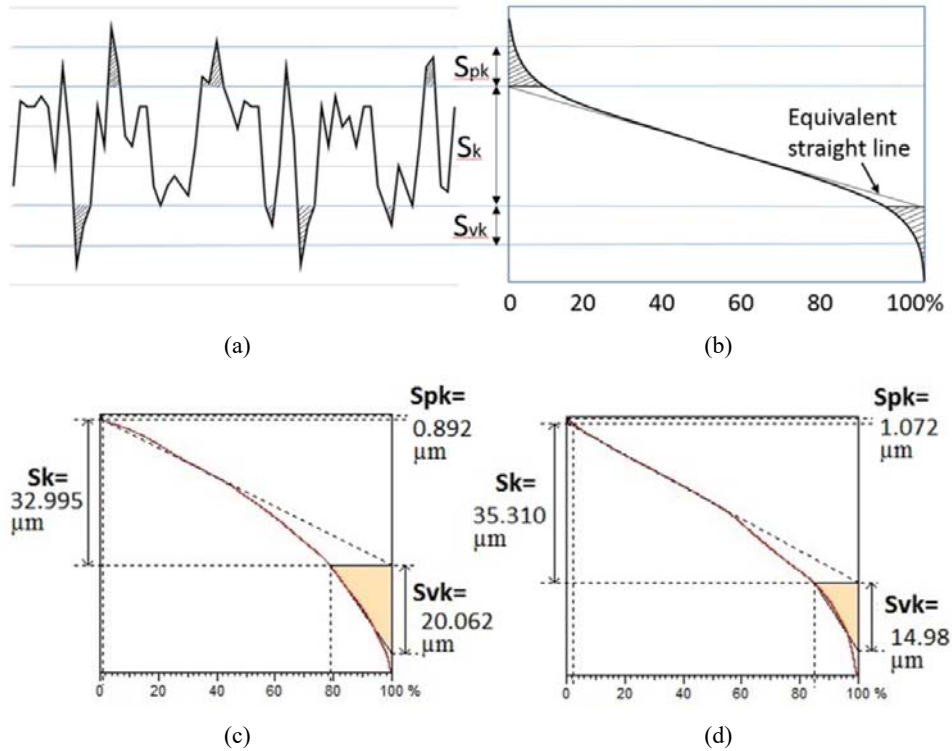 Spk
Sk
Svk
Equivalent
straight line
0 20 40 60 80 100%
(a)
(b)
Spk=
0.892
μm
Sk=
32.995
μm
Svk=
20.062
μm
0 20 40 60 80 100 %
(c)
Spk=
1.072
μm
Sk=
35.310
μm
Svk=
14.98
μm
0 20 40 60 80 100 %
(d)